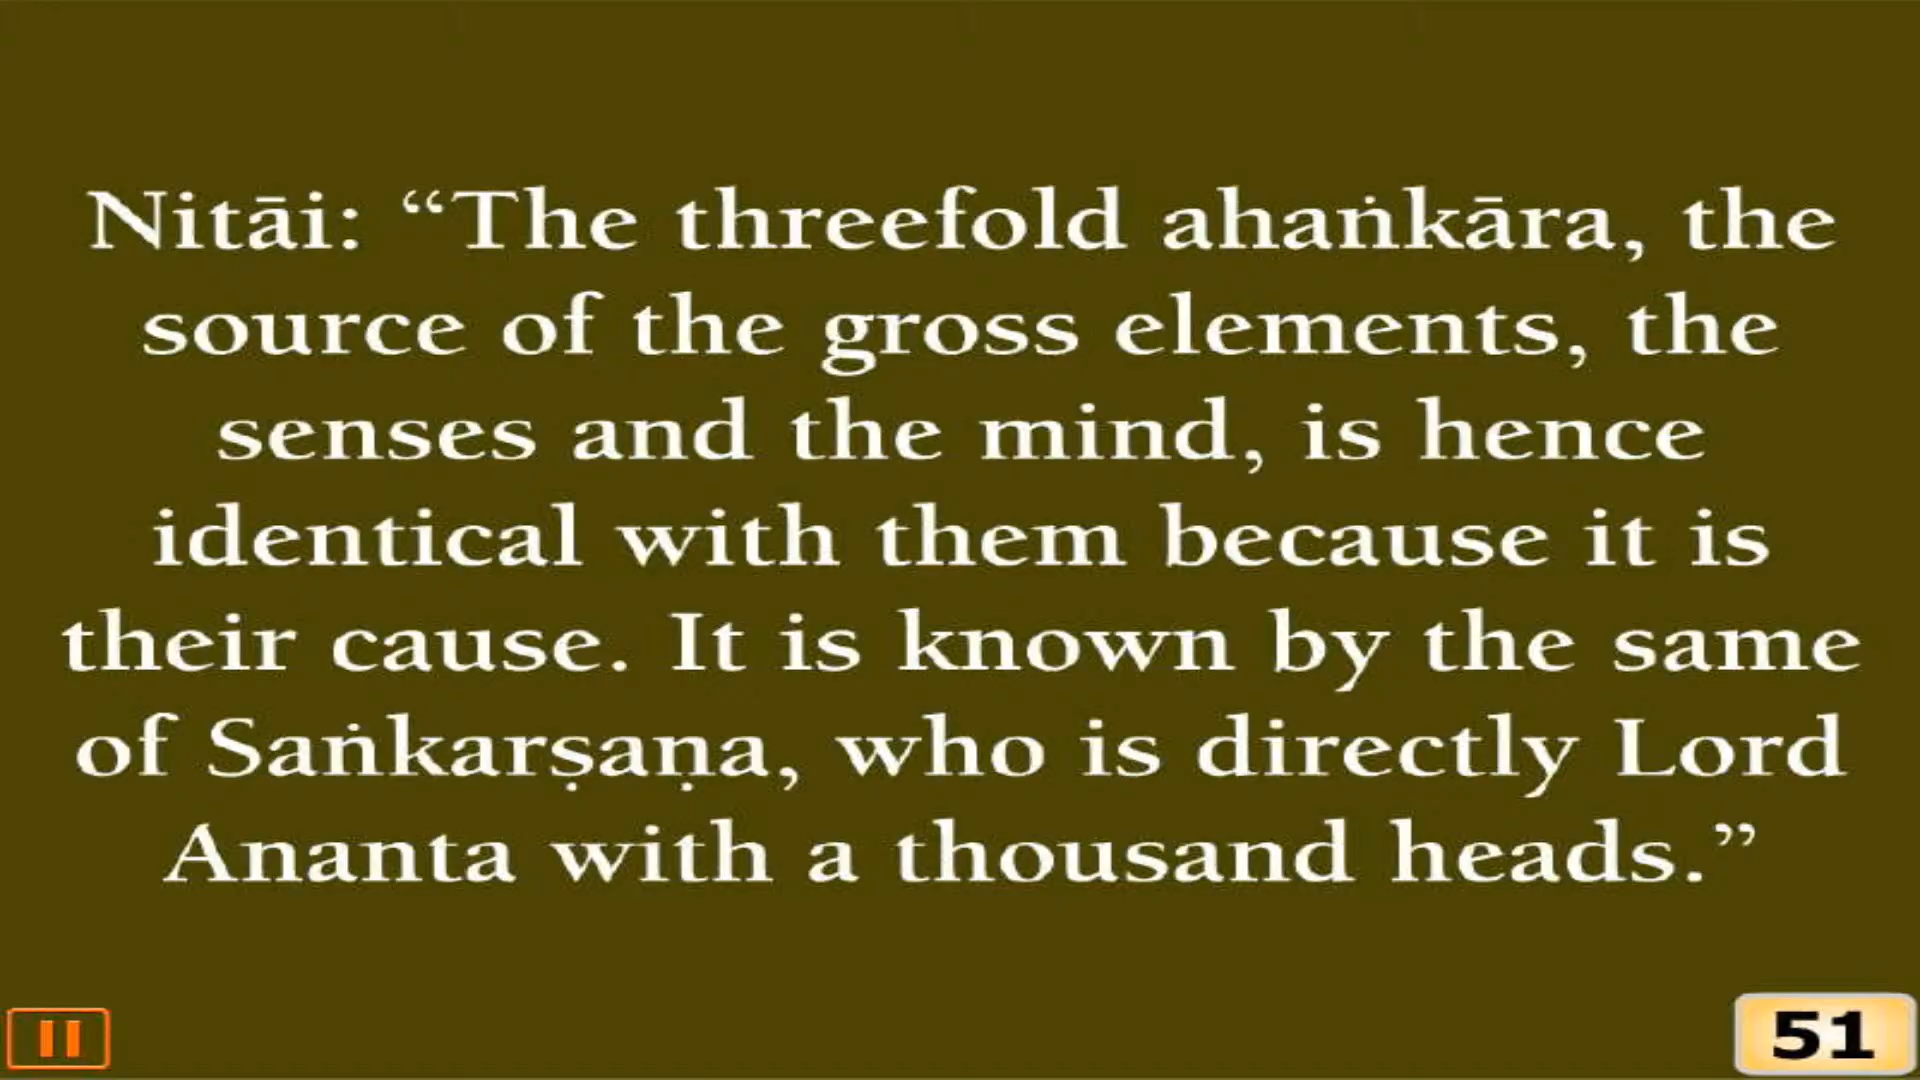 Nitāi: “The threefold ahaṅkāra, the
source of the gross elements, the
senses and the mind, is hence
identical with them because it is
their cause. It is known by the same
of Saṅkarṣaṇa, who is directly Lord
Ananta with a thousand heads.”
51